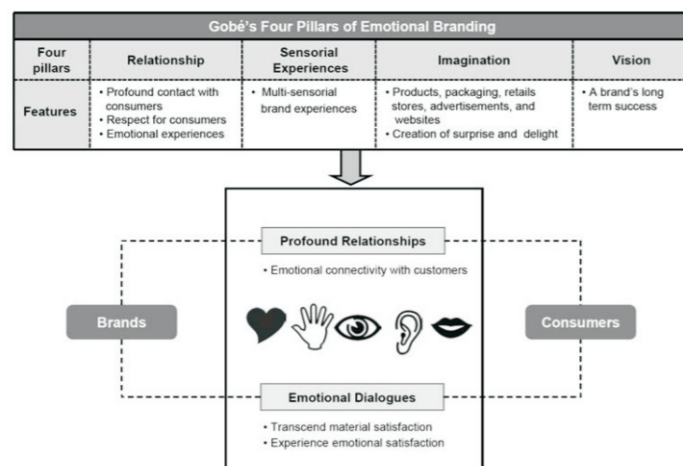 Gobé's Four Pillars of Emotional Branding
Four pillars
Relationship
Sensorial Experiences
Imagination
Vision
Features
• Profound contact with
consumers
• Respect for consumers
• Emotional experiences
• Multi-sensorial
brand experiences
• Products, packaging, retails
stores, advertisements, and
websites
• Creation of surprise and delight
• A brand's long
term success
Profound Relationships
• Emotional connectivity with customers
Brands
Consumers
Emotional Dialogues
• Transcend material satisfaction
• Experience emotional satisfaction